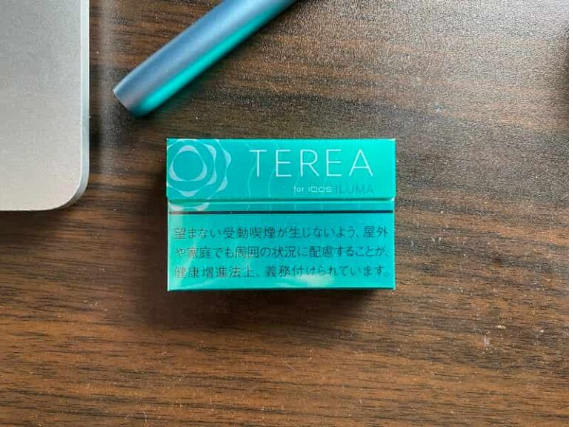 TEREA
for IQOS ILUMA
望まない受動喫煙が生じないよう、屋外
や家庭でも周囲の状況に配慮することが、
健康増進法上、義務付けられています。